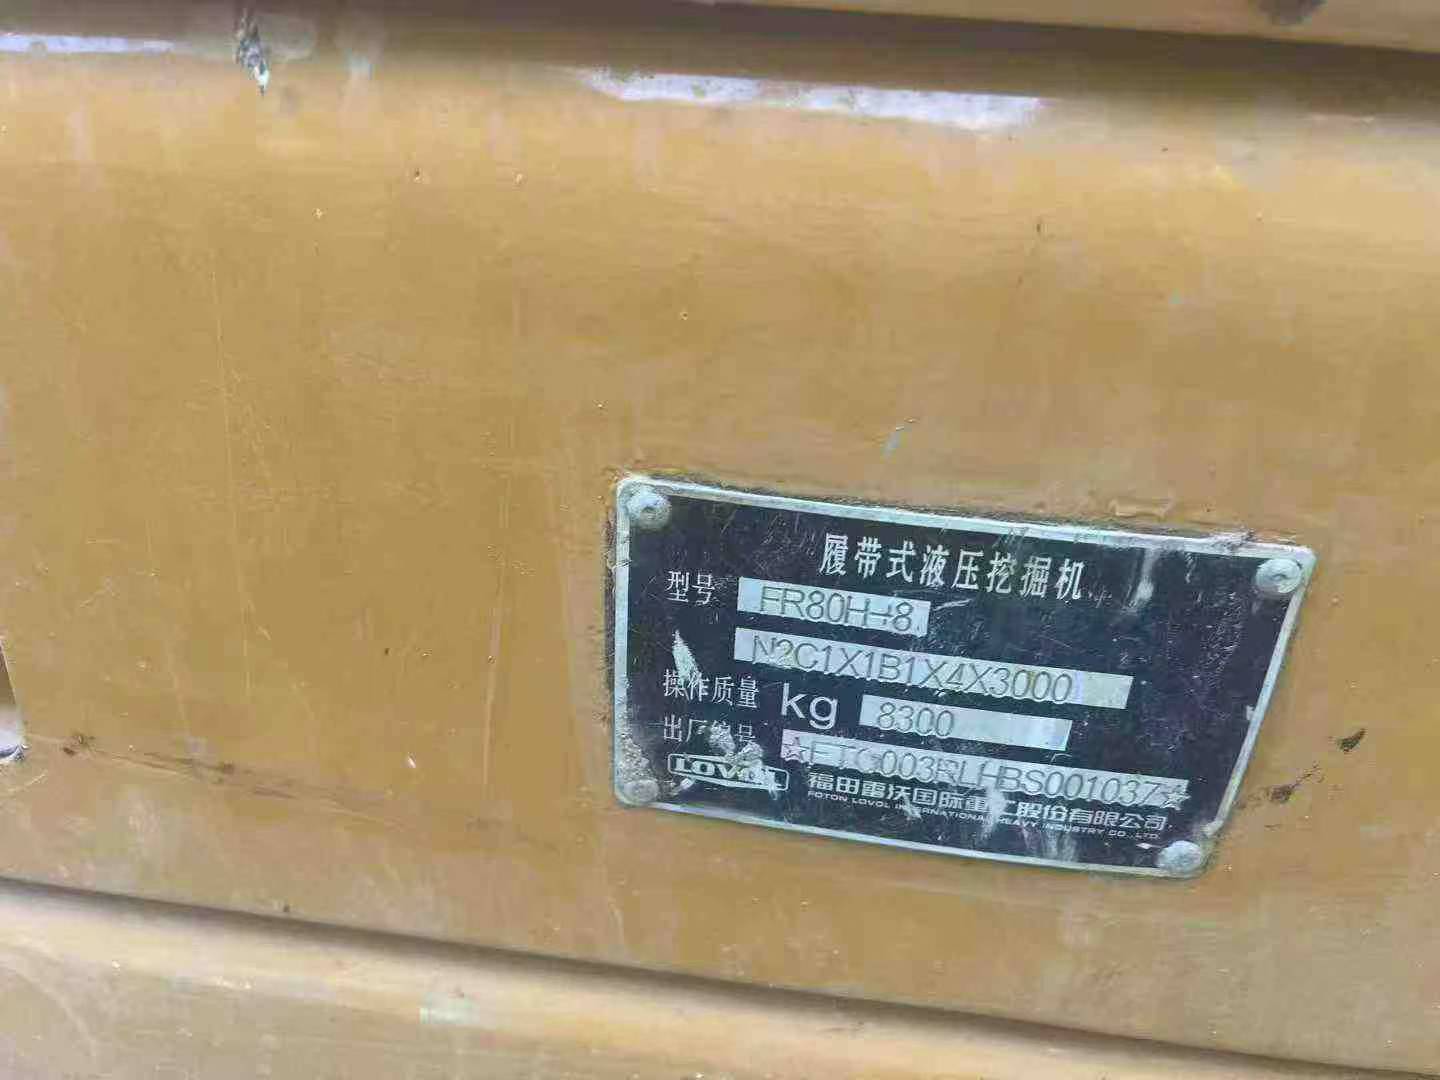 履带式液压挖掘机
型号 FR80H-8
N2C1X1B1X4X3000
操作质量 kg 8300
出厂编号 ☆FTC003RLHBS001037☆
LOVOL 福田雷沃国际重工股份有限公司
FOTON LOVOL INTERNATIONAL HEAVY INDUSTRY CO.,LTD.